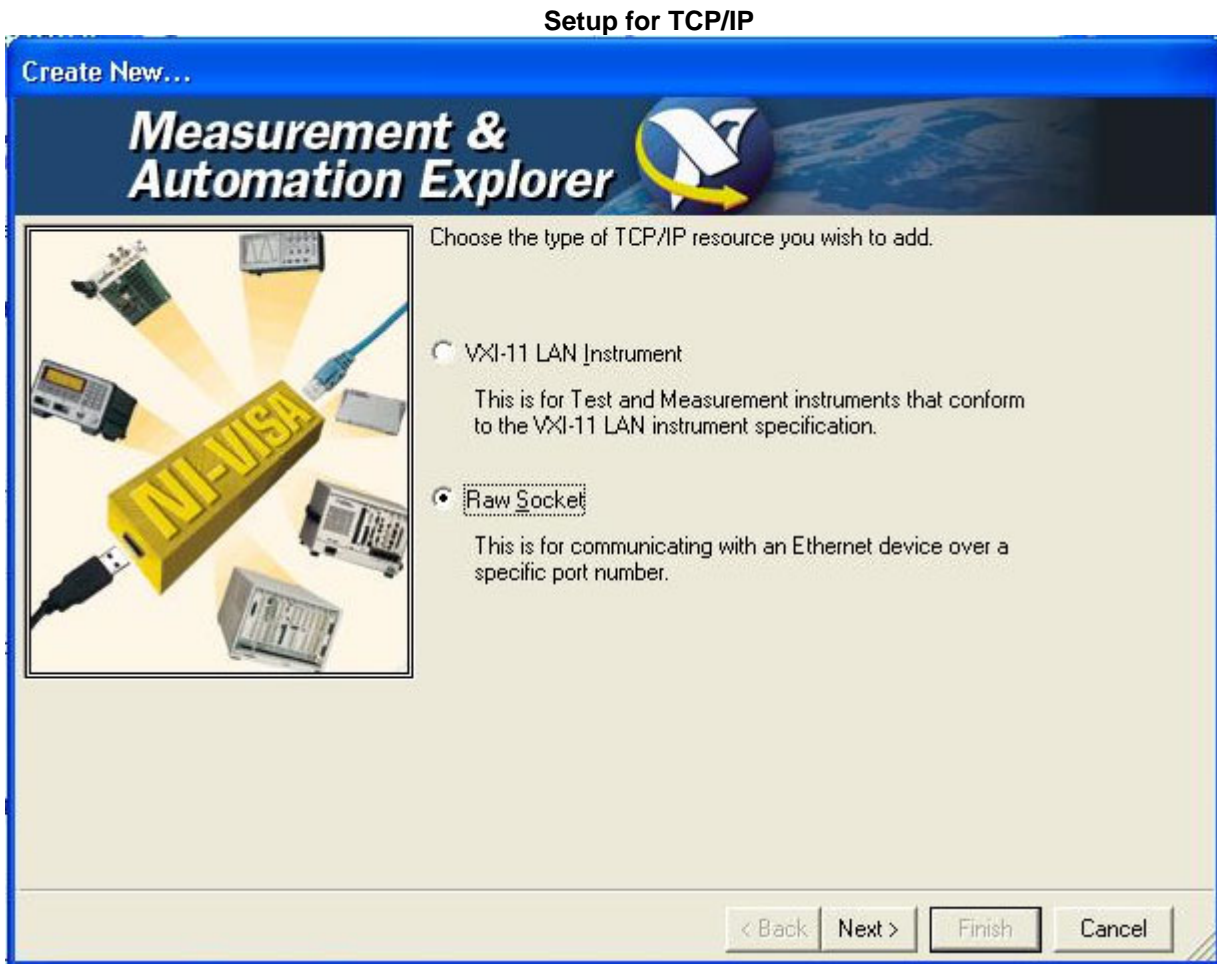 Setup for TCP/IP
Create New...
Measurement &
Automation Explorer
Choose the type of TCP/IP resource you wish to add.
VXI-11 LAN Instrument
This is for Test and Measurement instruments that conform
to the VXI-11 LAN instrument specification.
NI-VISA
Raw Socket
This is for communicating with an Ethernet device over a
specific port number.
< Back
Next >
Finish
Cancel